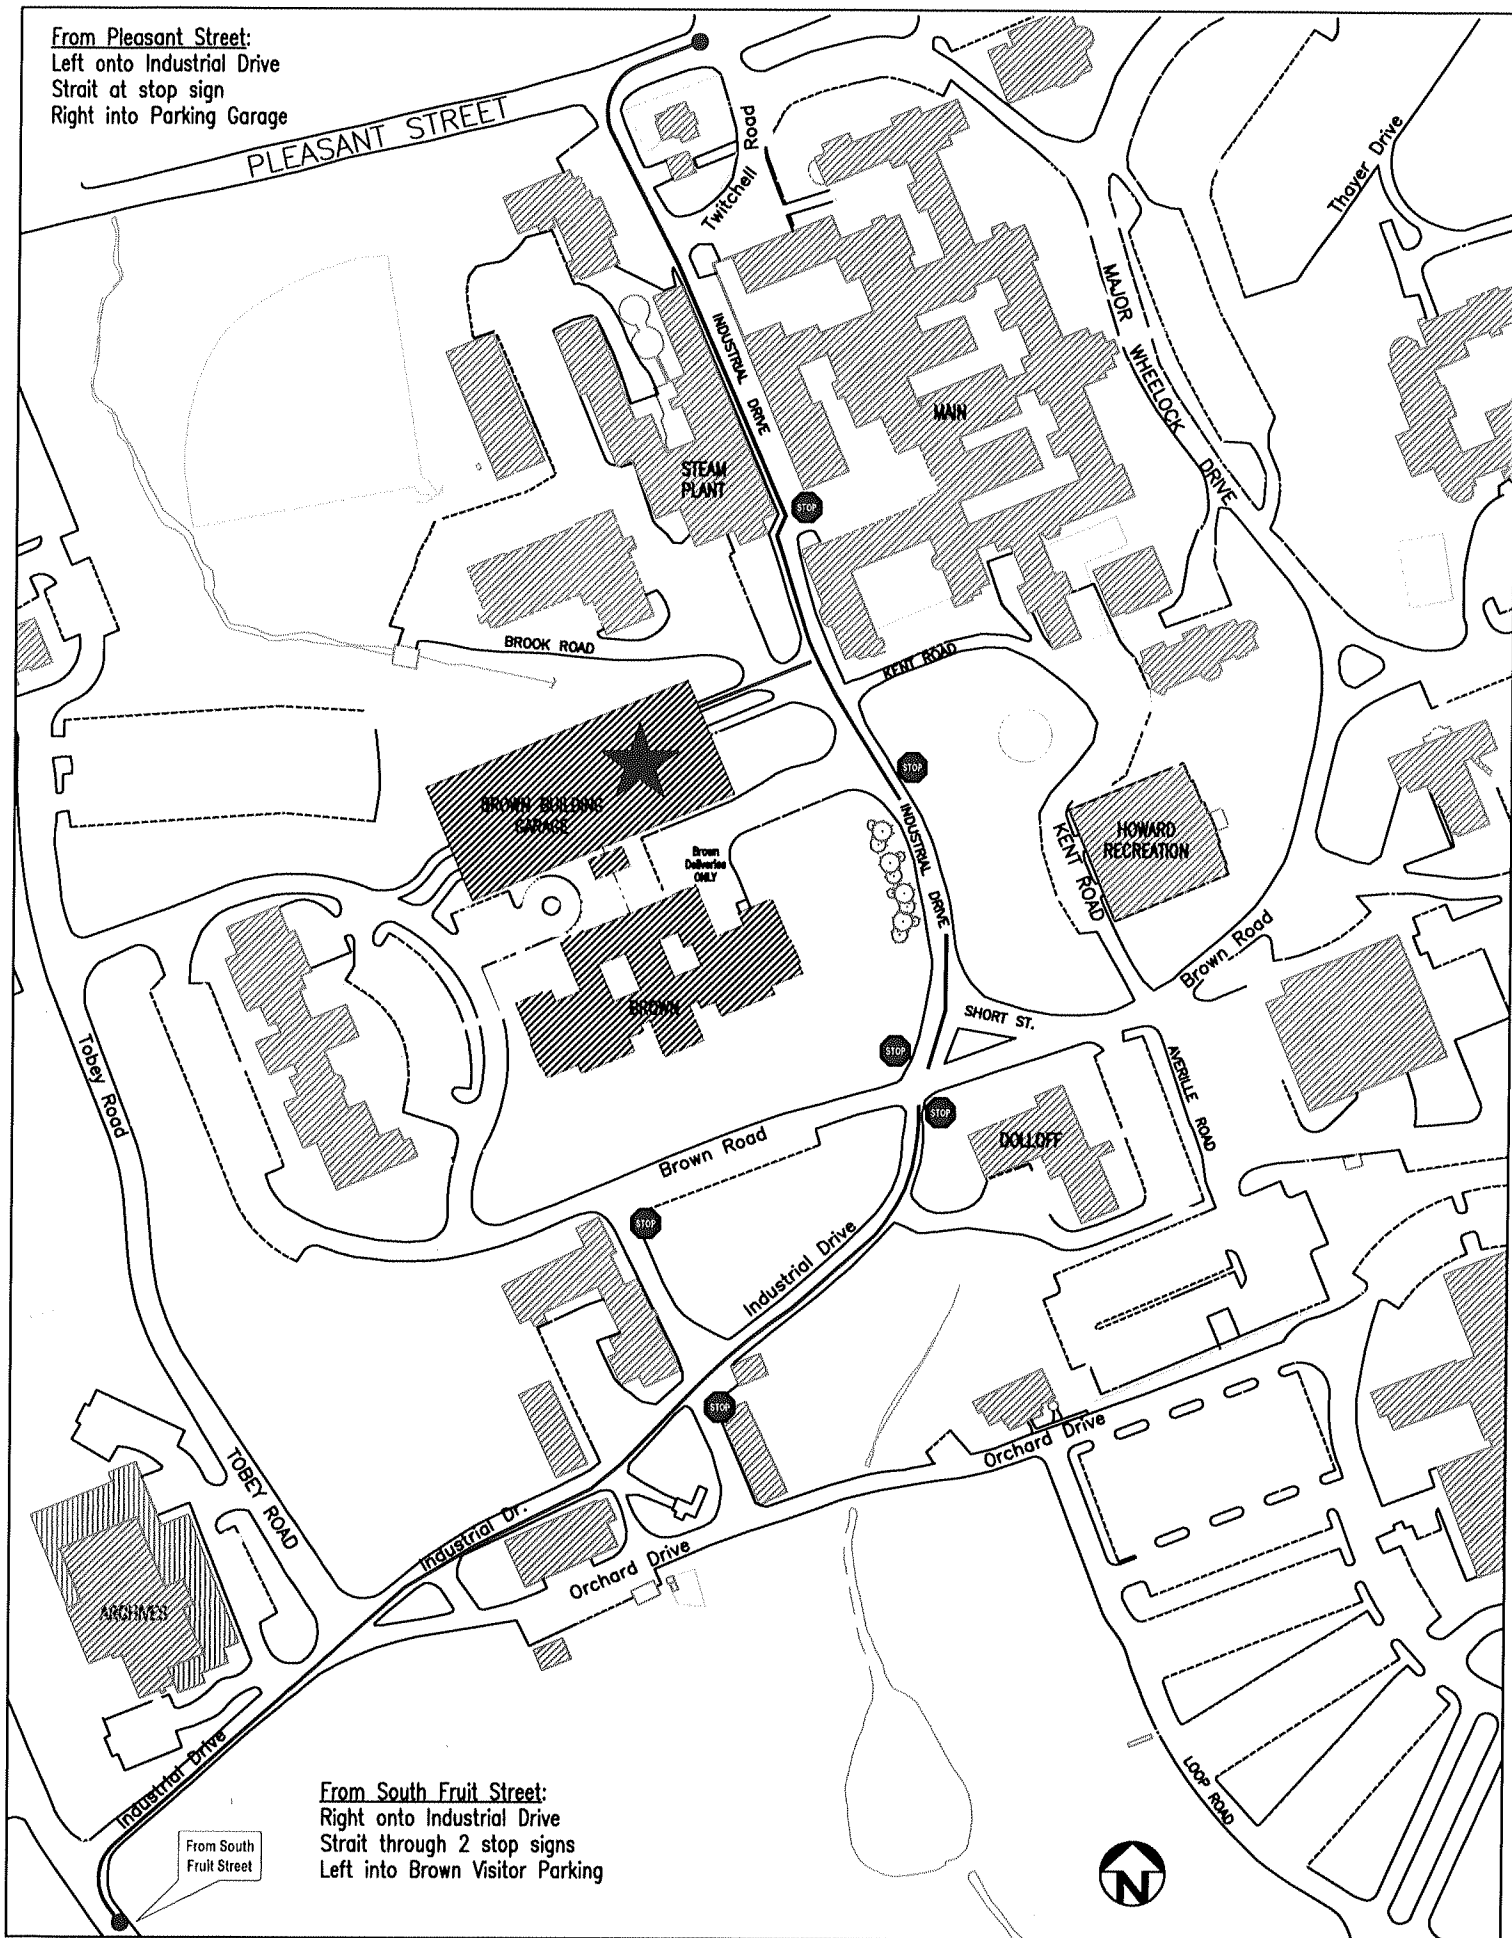 From Pleasant Street:
Left onto Industrial Drive
Strait at stop sign
Right into Parking Garage
PLEASANT STREET
Twitchell Road
Thayer Drive
MAJOR WHEELOCK DRIVE
INDUSTRIAL DRIVE
MAIN
STEAM
PLANT
STOP
BROOK ROAD
KENT ROAD
STOP
BROWN BUILDING
GARAGE
INDUSTRIAL DRIVE
Brown
Deliveries
ONLY
KENT ROAD
HOWARD
RECREATION
Brown Road
BROWN
SHORT ST.
STOP
Tobey Road
AVERILLE ROAD
STOP
DOLLOFF
Brown Road
STOP
Industrial Drive
STOP
Orchard Drive
TOBEY ROAD
Industrial Dr.
Orchard Drive
ARCHIVES
Industrial Drive
LOOP ROAD
From South Fruit Street:
Right onto Industrial Drive
Strait through 2 stop signs
Left into Brown Visitor Parking
From South
Fruit Street
N